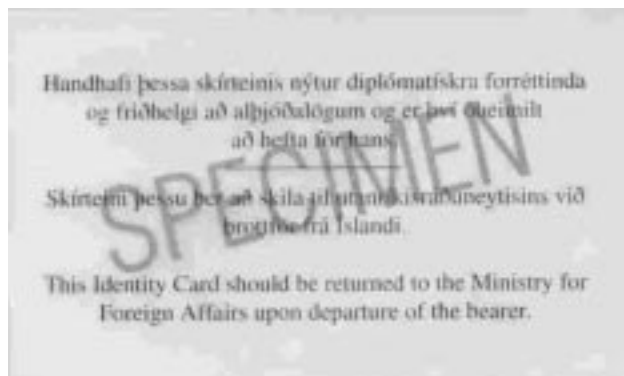 Handhafi þessa skírteinis nýtur diplómatískra forréttinda
og friðhelgi að alþjóðalögum og er því óheimilt
að hefta för hans.
Skírteini þessu ber að skila til utanríkisráðuneytisins við
brottför frá Íslandi.
This Identity Card should be returned to the Ministry for
Foreign Affairs upon departure of the bearer.
SPECIMEN